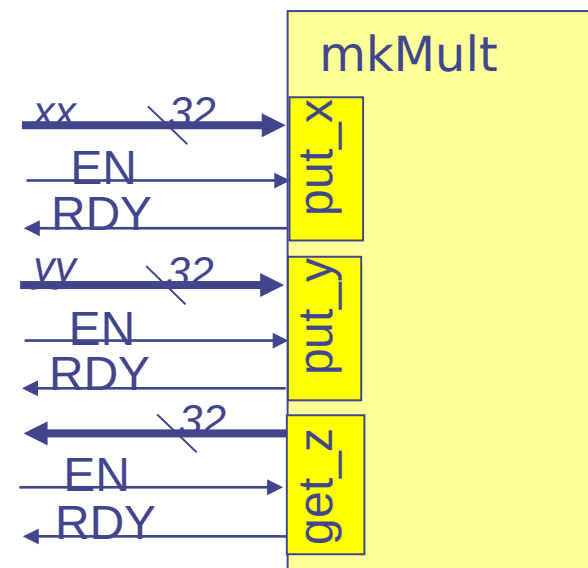 mkMult
xx 32
EN
RDY
put_x
yy 32
EN
RDY
put_y
32
EN
RDY
get_z